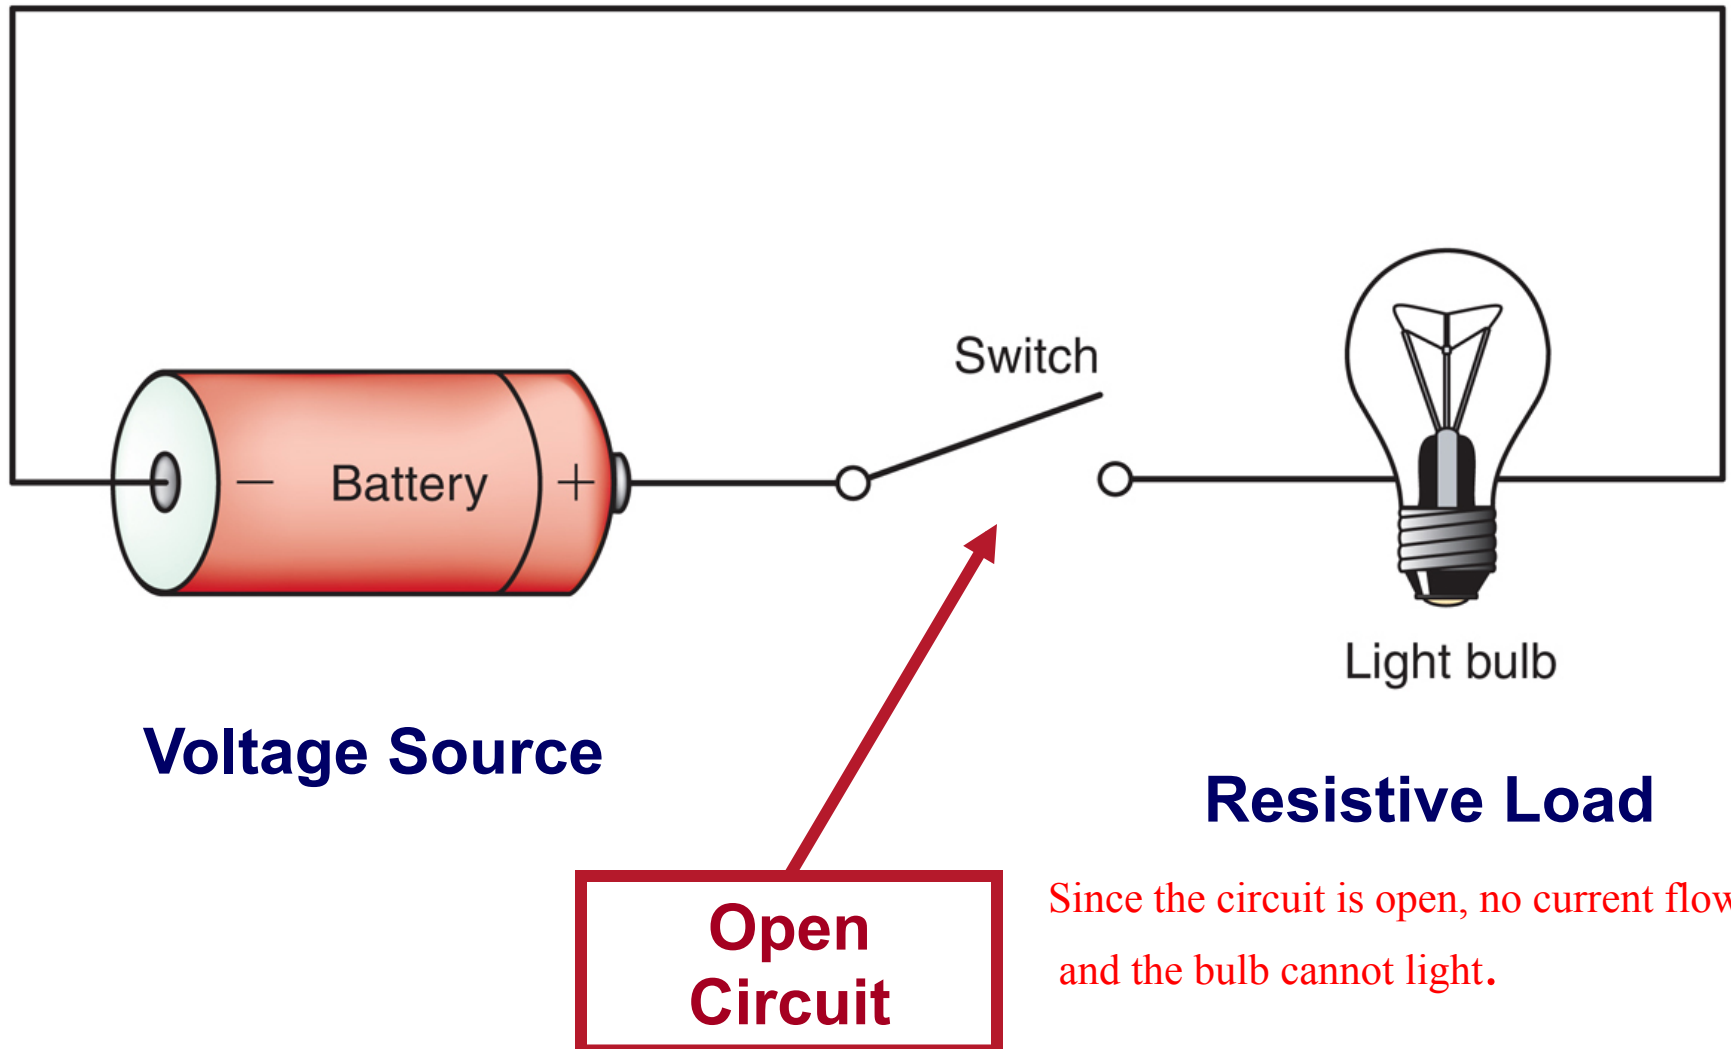 Switch
− Battery +
Light bulb
Voltage Source
Resistive Load
Open
Circuit
Since the circuit is open, no current flow
and the bulb cannot light.